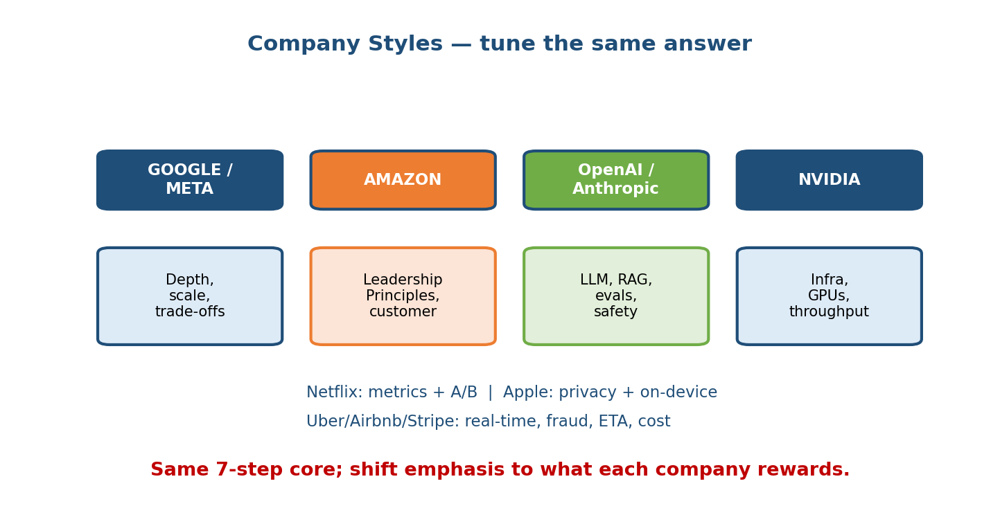 Company Styles — tune the same answer
GOOGLE /
META
AMAZON
OpenAI /
Anthropic
NVIDIA
Depth,
scale,
trade-offs
Leadership
Principles,
customer
LLM, RAG,
evals,
safety
Infra,
GPUs,
throughput
Netflix: metrics + A/B | Apple: privacy + on-device
Uber/Airbnb/Stripe: real-time, fraud, ETA, cost
Same 7-step core; shift emphasis to what each company rewards.